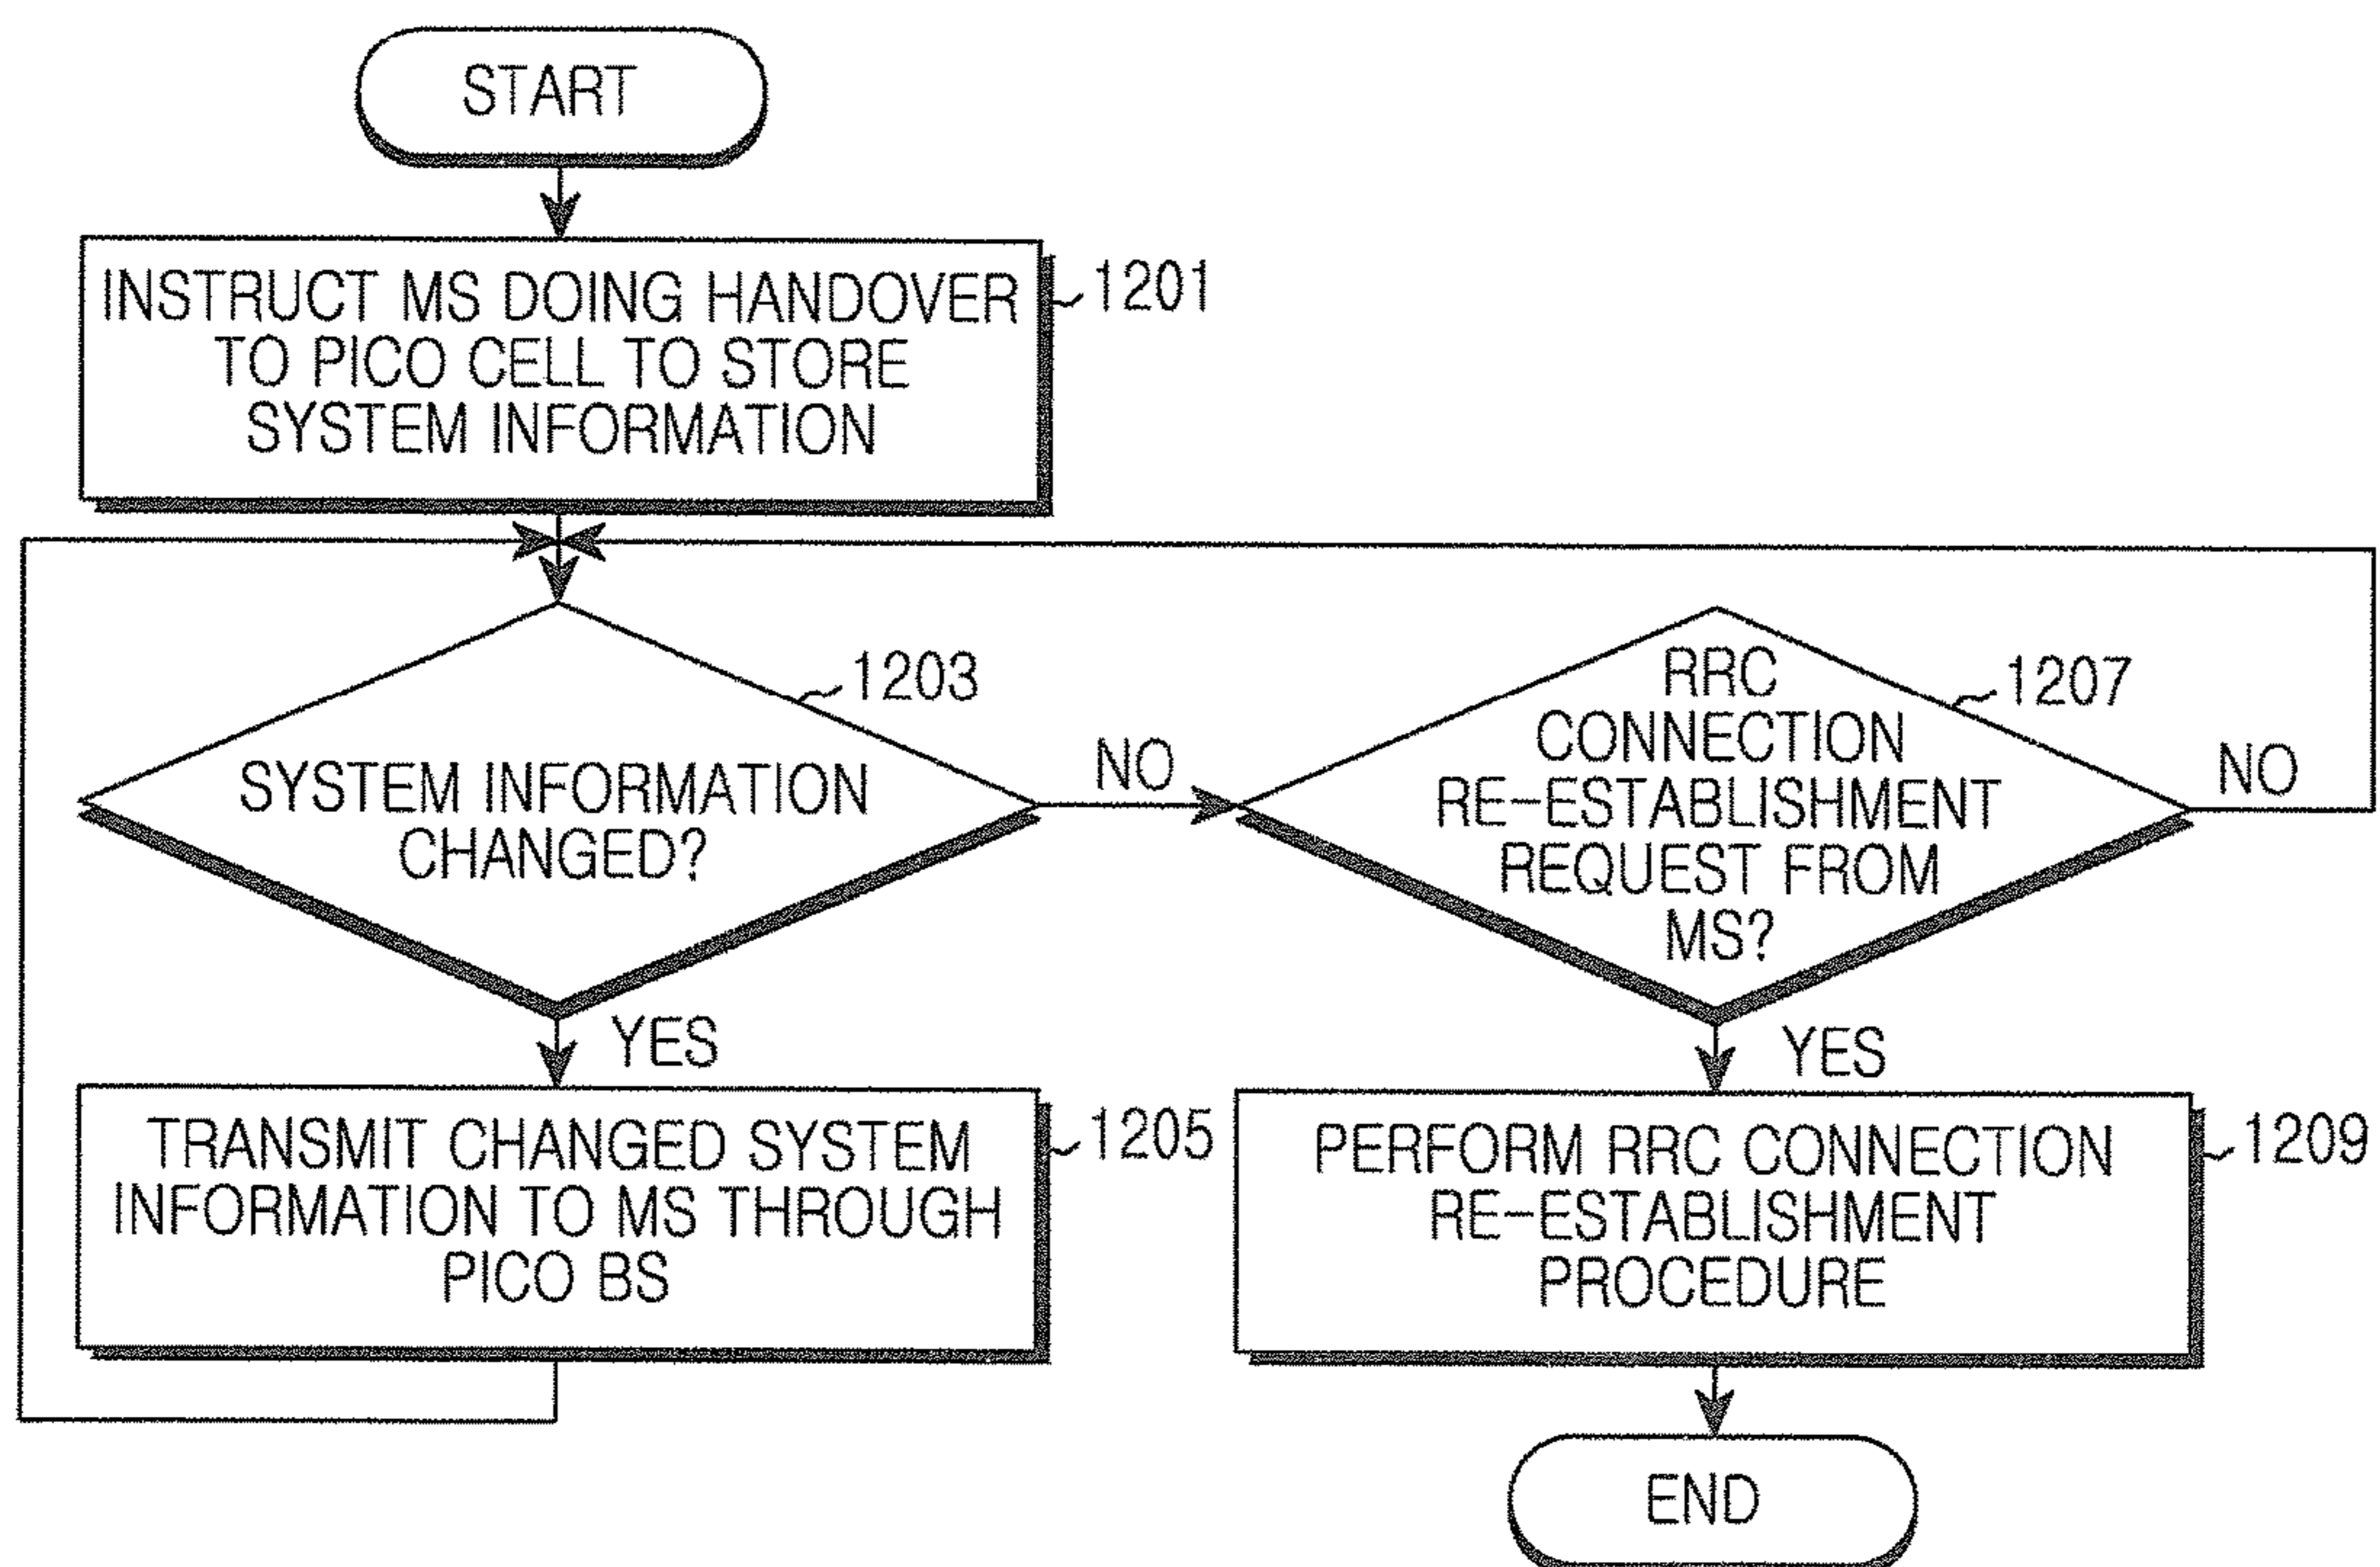 START
INSTRUCT MS DOING HANDOVER
TO PICO CELL TO STORE
SYSTEM INFORMATION
1201
SYSTEM INFORMATION
CHANGED?
1203
NO
RRC
CONNECTION
RE-ESTABLISHMENT
REQUEST FROM
MS?
1207
NO
YES
YES
TRANSMIT CHANGED SYSTEM
INFORMATION TO MS THROUGH
PICO BS
1205
PERFORM RRC CONNECTION
RE-ESTABLISHMENT
PROCEDURE
1209
END